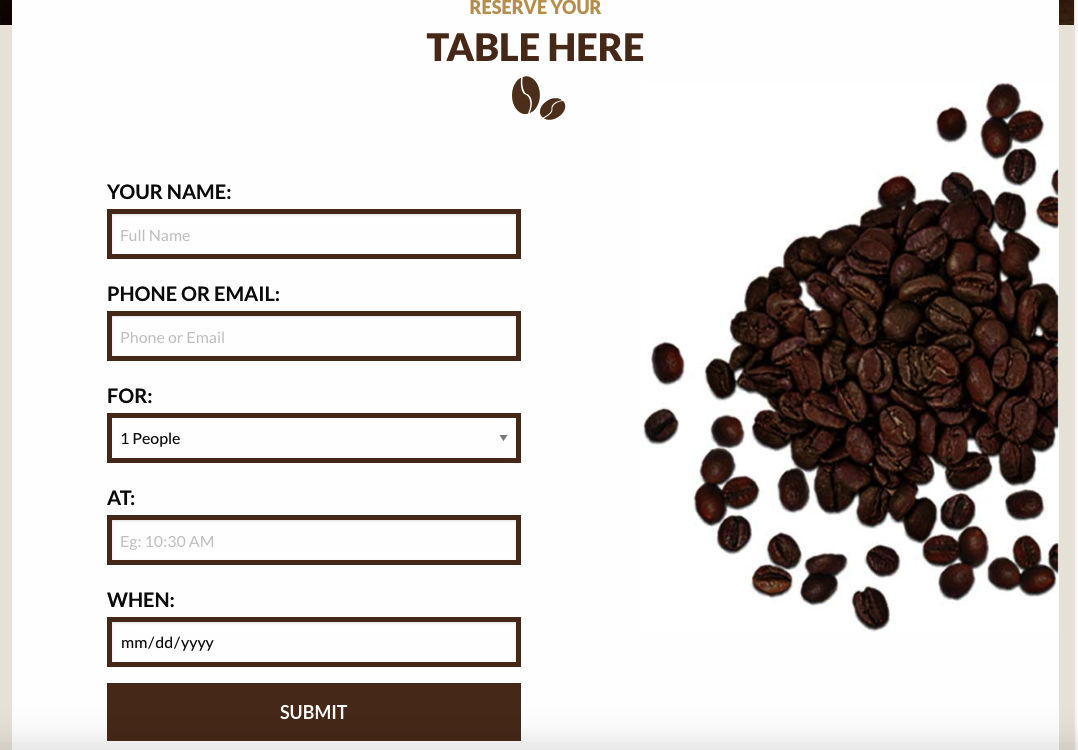 RESERVE YOUR
TABLE HERE
YOUR NAME:
Full Name
PHONE OR EMAIL:
Phone or Email
FOR:
1 People
AT:
Eg: 10:30 AM
WHEN:
mm/dd/yyyy
SUBMIT